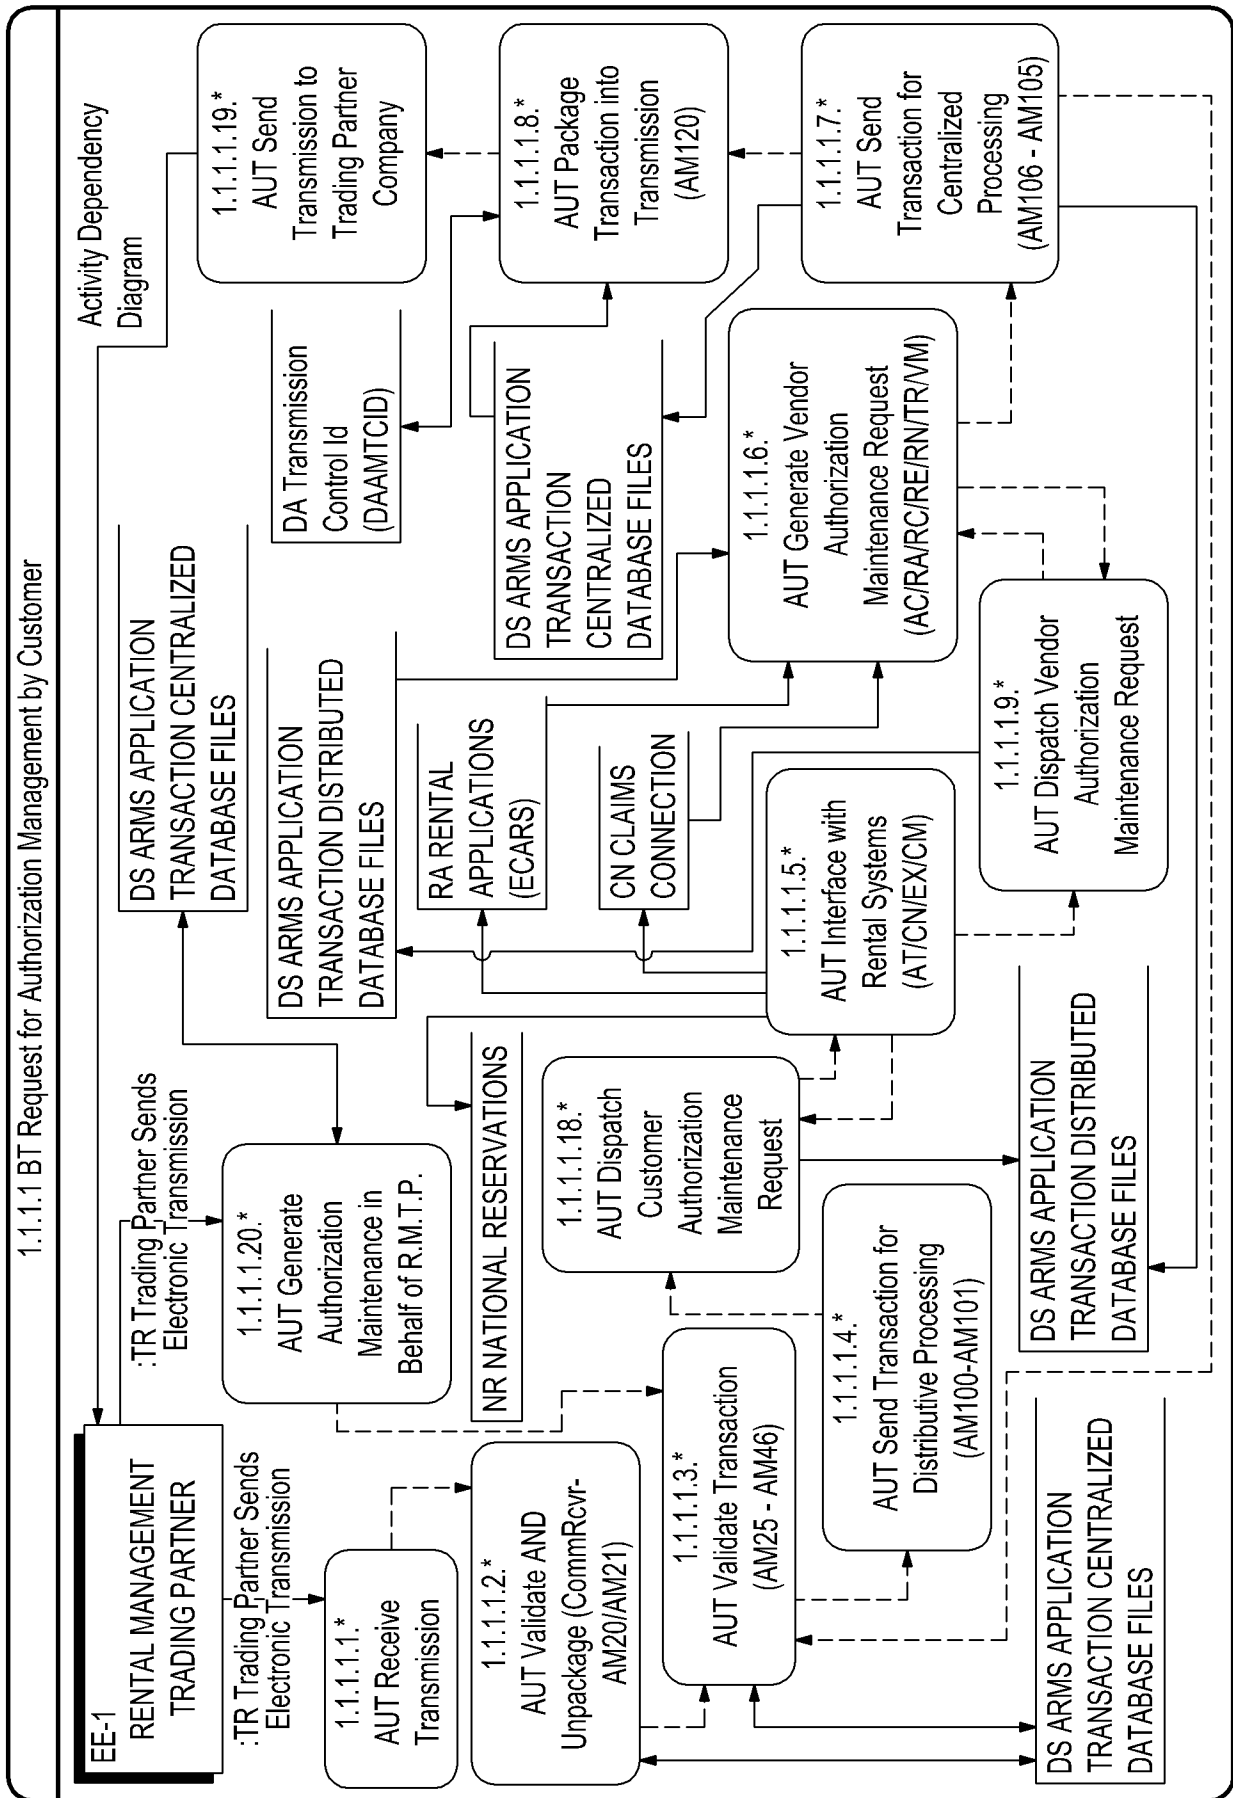 1.1.1.1 BT Request for Authorization Management by Customer
Activity Dependency
Diagram
EE-1
RENTAL MANAGEMENT
TRADING PARTNER
:TR Trading Partner Sends
Electronic Transmission
:TR Trading Partner Sends
Electronic Transmission
1.1.1.1.1.*
AUT Receive
Transmission
1.1.1.1.2.*
AUT Validate AND
Unpackage (CommRcvr-
AM20/AM21)
1.1.1.1.3.*
AUT Validate Transaction
(AM25 - AM46)
1.1.1.1.4.*
AUT Send Transaction for
Distributive Processing
(AM100-AM101)
DS ARMS APPLICATION
TRANSACTION CENTRALIZED
DATABASE FILES
1.1.1.1.20.*
AUT Generate
Authorization
Maintenance in
Behalf of R.M.T.P.
NR NATIONAL RESERVATIONS
1.1.1.1.18.*
AUT Dispatch
Customer
Authorization
Maintenance
Request
DS ARMS APPLICATION
TRANSACTION DISTRIBUTED
DATABASE FILES
DS ARMS APPLICATION
TRANSACTION CENTRALIZED
DATABASE FILES
DS ARMS APPLICATION
TRANSACTION DISTRIBUTED
DATABASE FILES
RA RENTAL
APPLICATIONS
(ECARS)
CN CLAIMS
CONNECTION
1.1.1.1.5.*
AUT Interface with
Rental Systems
(AT/CN/EX/CM)
1.1.1.1.9.*
AUT Dispatch Vendor
Authorization
Maintenance Request
DA Transmission
Control Id
(DAAMTCID)
DS ARMS APPLICATION
TRANSACTION
CENTRALIZED
DATABASE FILES
1.1.1.1.6.*
AUT Generate Vendor
Authorization
Maintenance Request
(AC/RA/RC/RE/RN/TR/VM)
1.1.1.1.19.*
AUT Send
Transmission to
Trading Partner
Company
1.1.1.1.8.*
AUT Package
Transaction into
Transmission
(AM120)
1.1.1.1.7.*
AUT Send
Transaction for
Centralized
Processing
(AM106 - AM105)